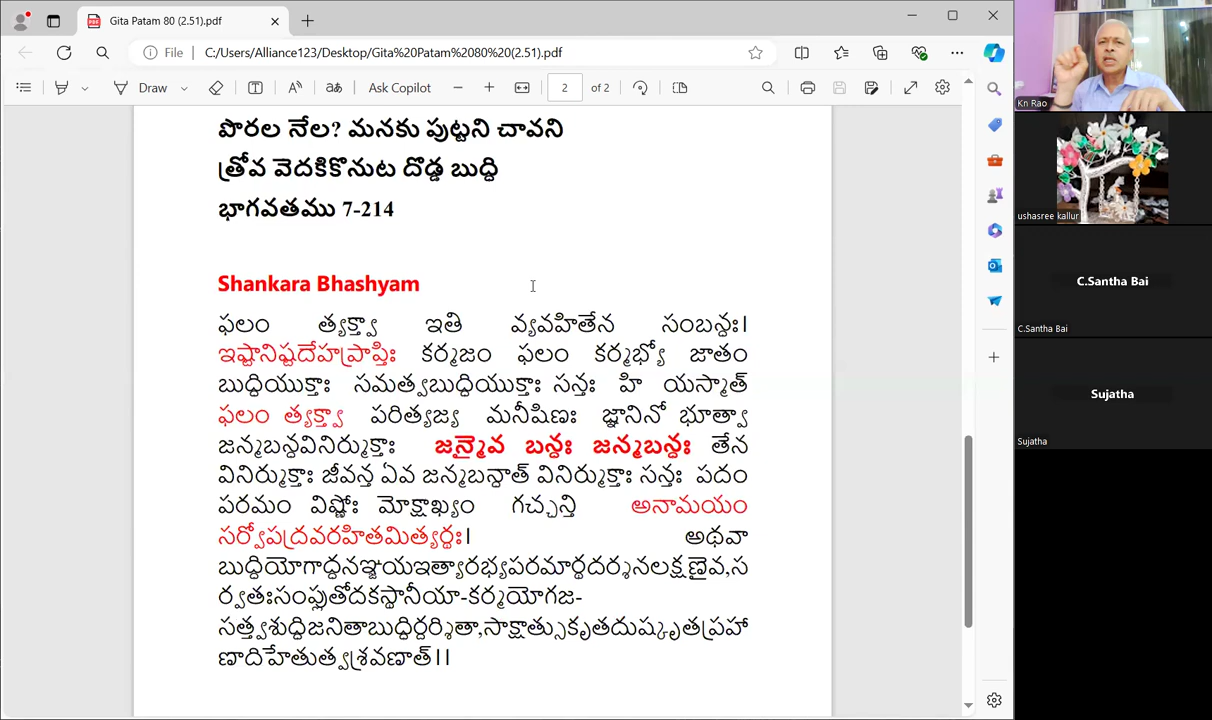 Gita Patam 80 (2.51).pdf
File C:/Users/Alliance123/Desktop/Gita%20Patam%2080%20(2.51).pdf
Draw Ask Copilot 2 of 2
పొరల నేల? మనకు పుట్టని చావని
త్రోవ వెదకికొనుట దొడ్డ బుద్ధి
భాగవతము 7-214
Shankara Bhashyam
ఫలం త్యక్త్వా ఇతి వ్యవహితేన సంబన్ధః।
ఇష్టానిష్టదేహప్రాప్తిః కర్మజం ఫలం కర్మభ్యో జాతం
బుద్ధియుక్తాః సమత్వబుద్ధియుక్తాః సన్తః హి యస్మాత్
ఫలం త్యక్త్వా పరిత్యజ్య మనీషిణః జ్ఞానినో భూత్వా
జన్మబన్ధవినిర్ముక్తాః జన్మైవ బన్ధః జన్మబన్ధః తేన
వినిర్ముక్తాః జీవన్త ఏవ జన్మబన్ధాత్ వినిర్ముక్తాః సన్తః పదం
పరమం విష్ణోః మోక్షాఖ్యం గచ్ఛన్తి అనామయం
సర్వోపద్రవరహితమిత్యర్థః। అథవా
బుద్ధియోగాద్ధనఞ్జయఇత్యారభ్యపరమార్థదర్శనలక్షణైవ,స
ర్వతఃసంప్లుతోదకస్థానీయా-కర్మయోగజ-
సత్త్వశుద్ధిజనితాబుద్ధిర్దర్శితా,సాక్షాత్సుకృతదుష్కృతప్రహా
ణాదిహేతుత్వశ్రవణాత్।।
Kn Rao
ushasree kallur
C.Santha Bai
C.Santha Bai
Sujatha
Sujatha